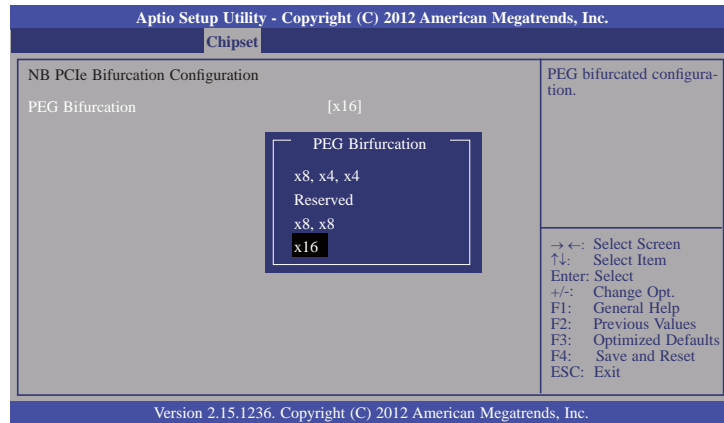 Aptio Setup Utility - Copyright (C) 2012 American Megatrends, Inc.
Chipset
NB PCIe Bifurcation Configuration
PEG Bifurcation [x16]
PEG Birfurcation
x8, x4, x4
Reserved
x8, x8
x16
PEG bifurcated configura-
tion.
→←: Select Screen
↑↓: Select Item
Enter: Select
+/-: Change Opt.
F1: General Help
F2: Previous Values
F3: Optimized Defaults
F4: Save and Reset
ESC: Exit
Version 2.15.1236. Copyright (C) 2012 American Megatrends, Inc.